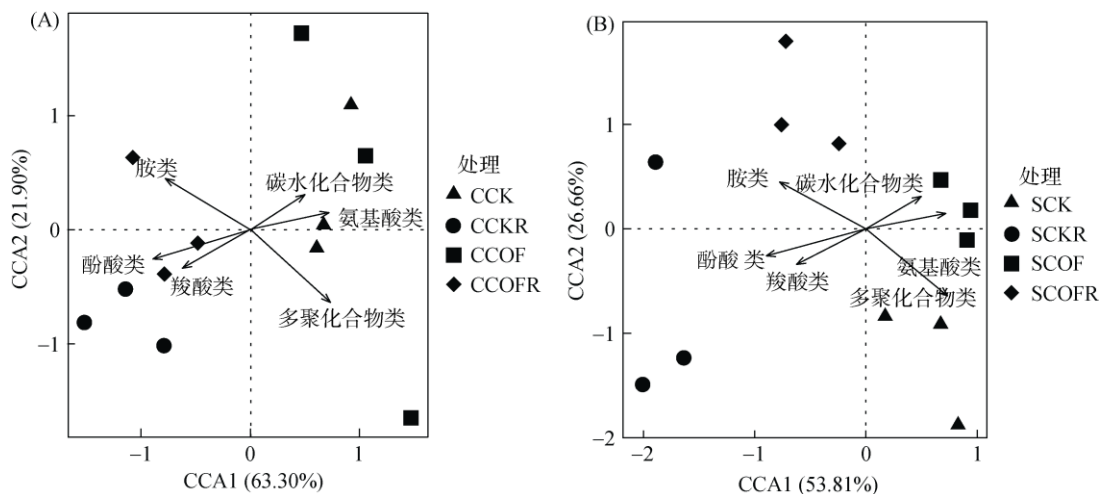 (A)
1
0
−1
−1
0
1
CCA2 (21.90%)
CCA1 (63.30%)
胺类
碳水化合物类
氨基酸类
酚酸类
羧酸类
多聚化合物类
处理
CCK
CCKR
CCOF
CCOFR
(B)
2
1
0
−1
−2
−2
−1
0
1
CCA2 (26.66%)
CCA1 (53.81%)
胺类
碳水化合物类
酚酸 类
氨基酸类
羧酸类
多聚化合物类
处理
SCK
SCKR
SCOF
SCOFR